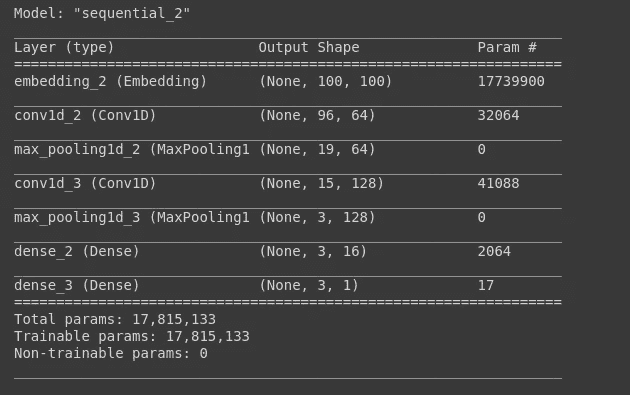 Model: "sequential_2"
Layer (type) Output Shape Param #
embedding_2 (Embedding) (None, 100, 100) 17739900
conv1d_2 (Conv1D) (None, 96, 64) 32064
max_pooling1d_2 (MaxPooling1 (None, 19, 64) 0
conv1d_3 (Conv1D) (None, 15, 128) 41088
max_pooling1d_3 (MaxPooling1 (None, 3, 128) 0
dense_2 (Dense) (None, 3, 16) 2064
dense_3 (Dense) (None, 3, 1) 17
Total params: 17,815,133
Trainable params: 17,815,133
Non-trainable params: 0